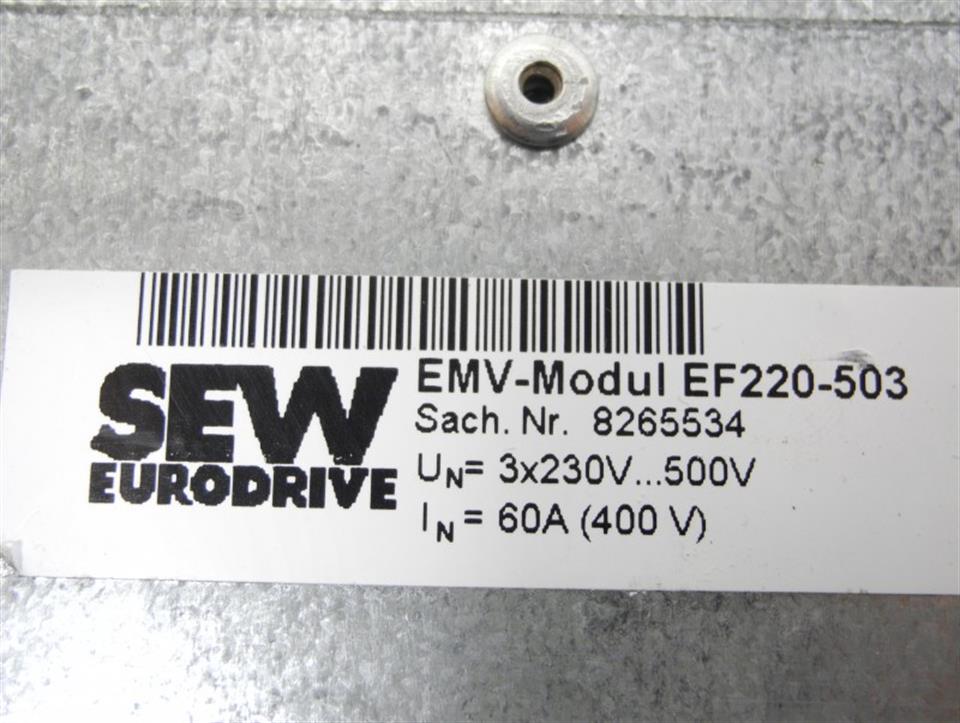 SEW
EURODRIVE
EMV-Modul EF220-503
Sach. Nr. 8265534
UN= 3x230V...500V
IN = 60A (400 V)